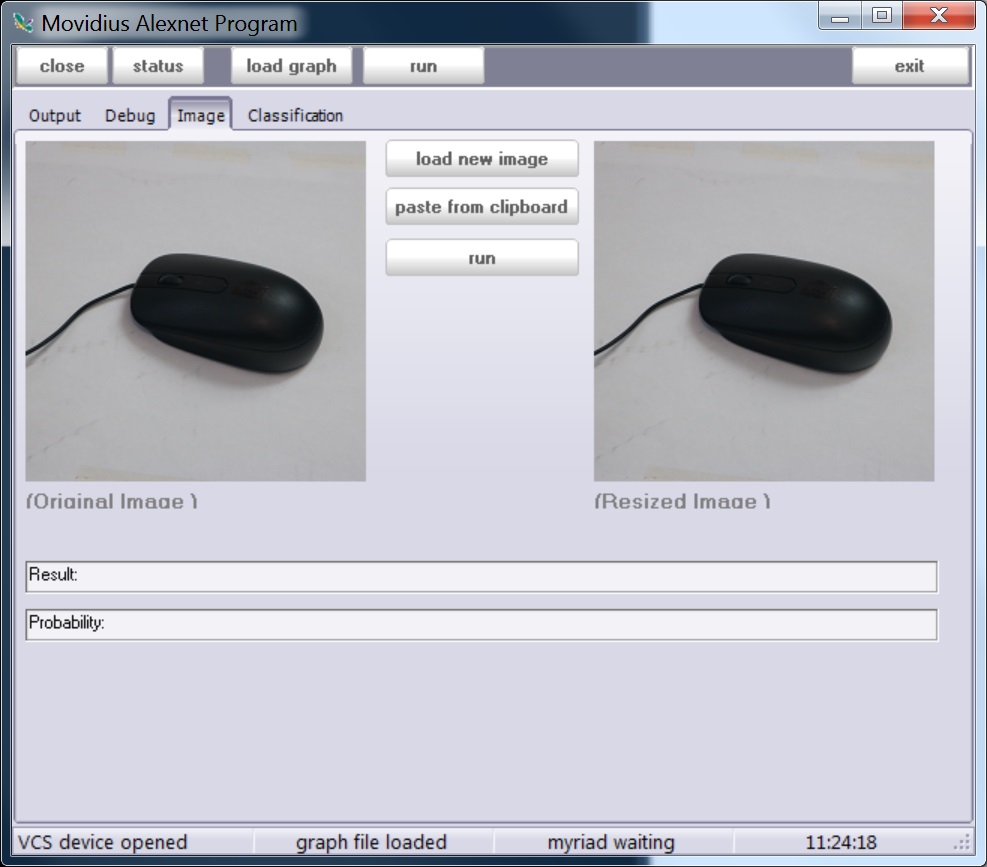 Movidius Alexnet Program
close status load graph run exit
Output Debug Image Classification
load new image
paste from clipboard
run
(Original Image )
(Resized Image )
Result:
Probability:
VCS device opened graph file loaded myriad waiting 11:24:18